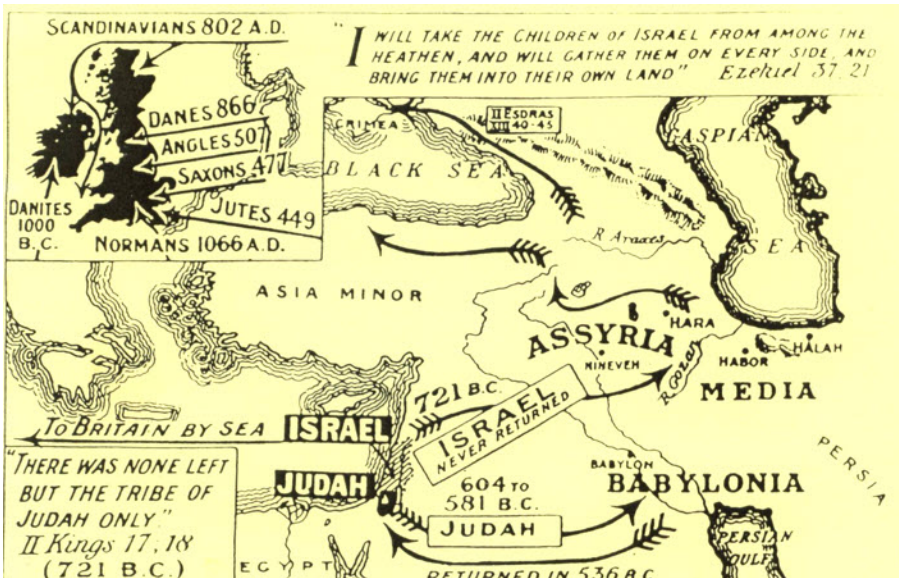 SCANDINAVIANS 802 A.D.
DANES 866
ANGLES 507
SAXONS 477
JUTES 449
DANITES
1000
B.C.
NORMANS 1066 A.D.
"I WILL TAKE THE CHILDREN OF ISRAEL FROM AMONG THE
HEATHEN, AND WILL GATHER THEM ON EVERY SIDE, AND
BRING THEM INTO THEIR OWN LAND" Ezekiel 37, 21
CRIMEA
II ESDRAS
XIII 40-45
BLACK SEA
CASPIAN
SEA
R Araxes
ASIA MINOR
ASSYRIA
HARA
NINEVEH
R Gozan
HABOR
HALAH
MEDIA
721 B.C.
ISRAEL
NEVER RETURNED
TO BRITAIN BY SEA
ISRAEL
JUDAH
"THERE WAS NONE LEFT
BUT THE TRIBE OF
JUDAH ONLY."
II Kings 17, 18
(721 B.C.)
604 TO
581 B.C.
JUDAH
BABYLON
BABYLONIA
PERSIA
PERSIAN
GULF
EGYPT
RETURNED IN 536 B.C.